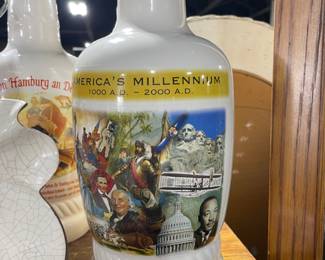 AMERICA'S MILLENNIUM
1000 A.D. – 2000 A.D.
Hamburg an D